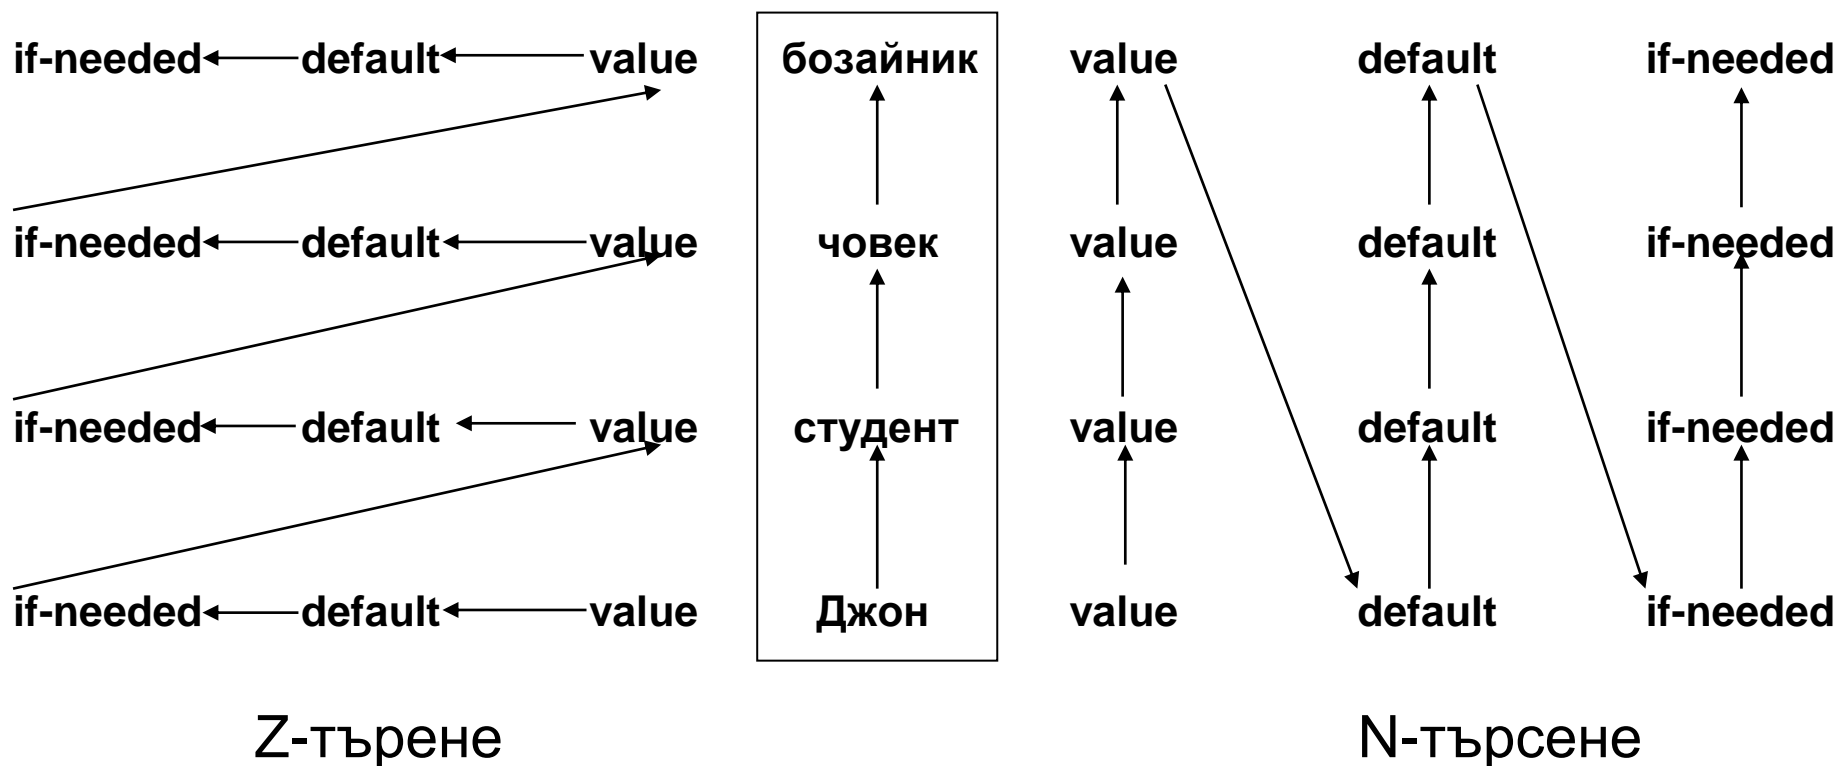 if-needed default value бозайник value default if-needed
if-needed default value човек value default if-needed
if-needed default value студент value default if-needed
if-needed default value Джон value default if-needed
Z-търене N-търсене